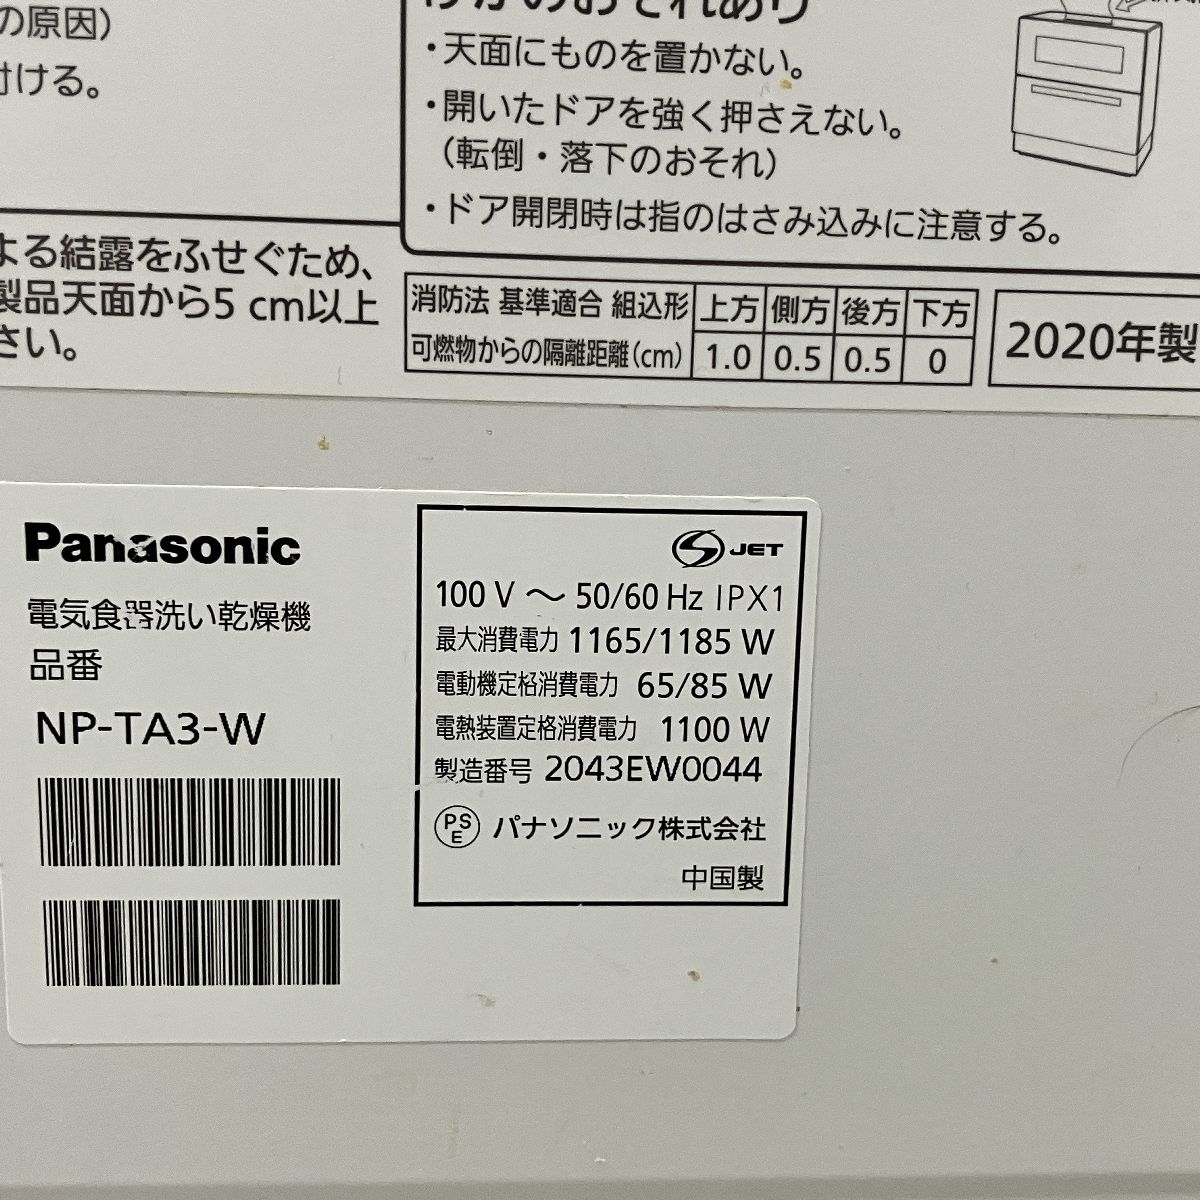 の原因)
付ける。
けがのおそれあり
・天面にものを置かない。
・開いたドアを強く押さえない。
(転倒・落下のおそれ)
・ドア開閉時は指のはさみ込みに注意する。
よる結露をふせぐため、
製品天面から5 cm以上
さい。
消防法 基準適合 組込形 上方 側方 後方 下方
可燃物からの隔離距離(cm) 1.0 0.5 0.5 0
2020年製
Panasonic
電気食器洗い乾燥機
品番
NP-TA3-W
S JET
100 V ～ 50/60 Hz IPX1
最大消費電力 1165/1185 W
電動機定格消費電力 65/85 W
電熱装置定格消費電力 1100 W
製造番号 2043EW0044
PS E パナソニック株式会社
中国製